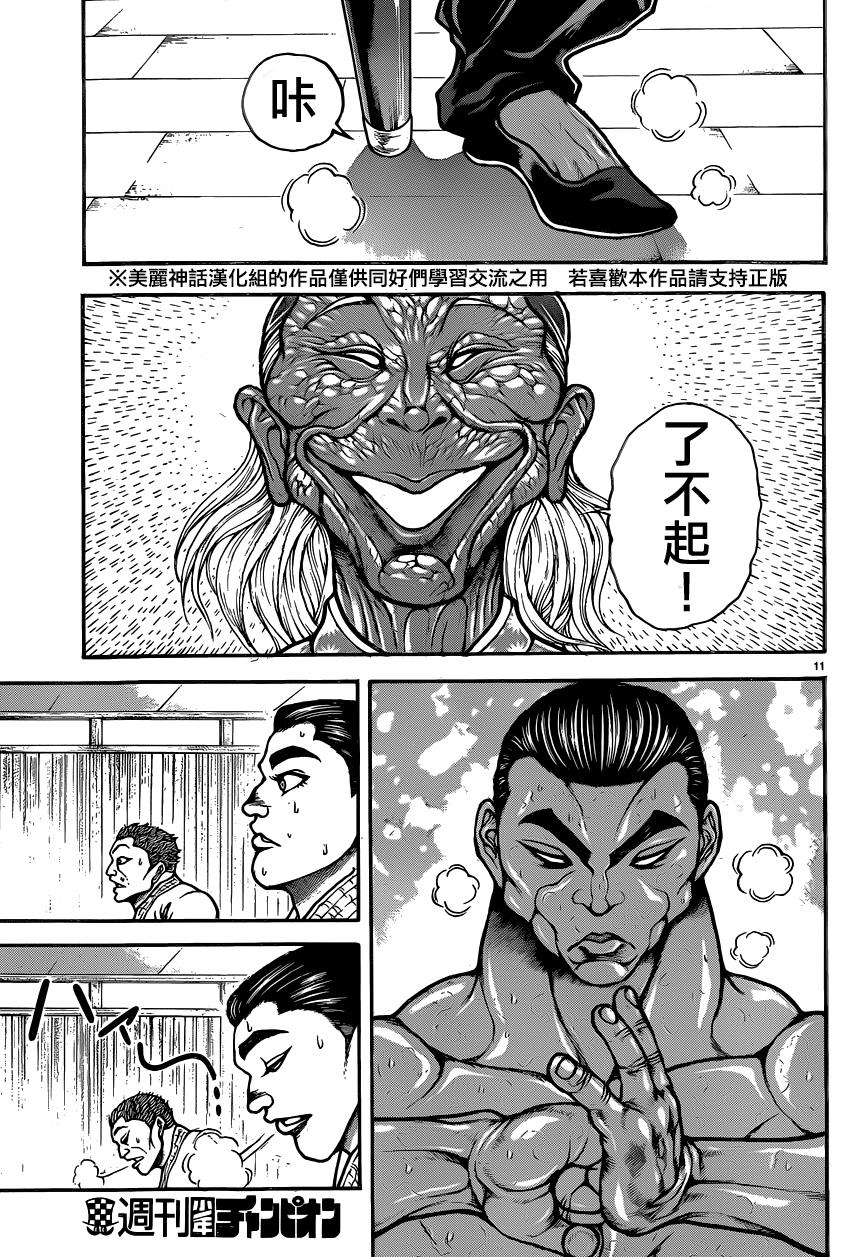 咔
※美麗神話漢化組的作品僅供同好們學習交流之用 若喜歡本作品請支持正版
了不起！
11
ハァ〜
週刊少年チャンピオン